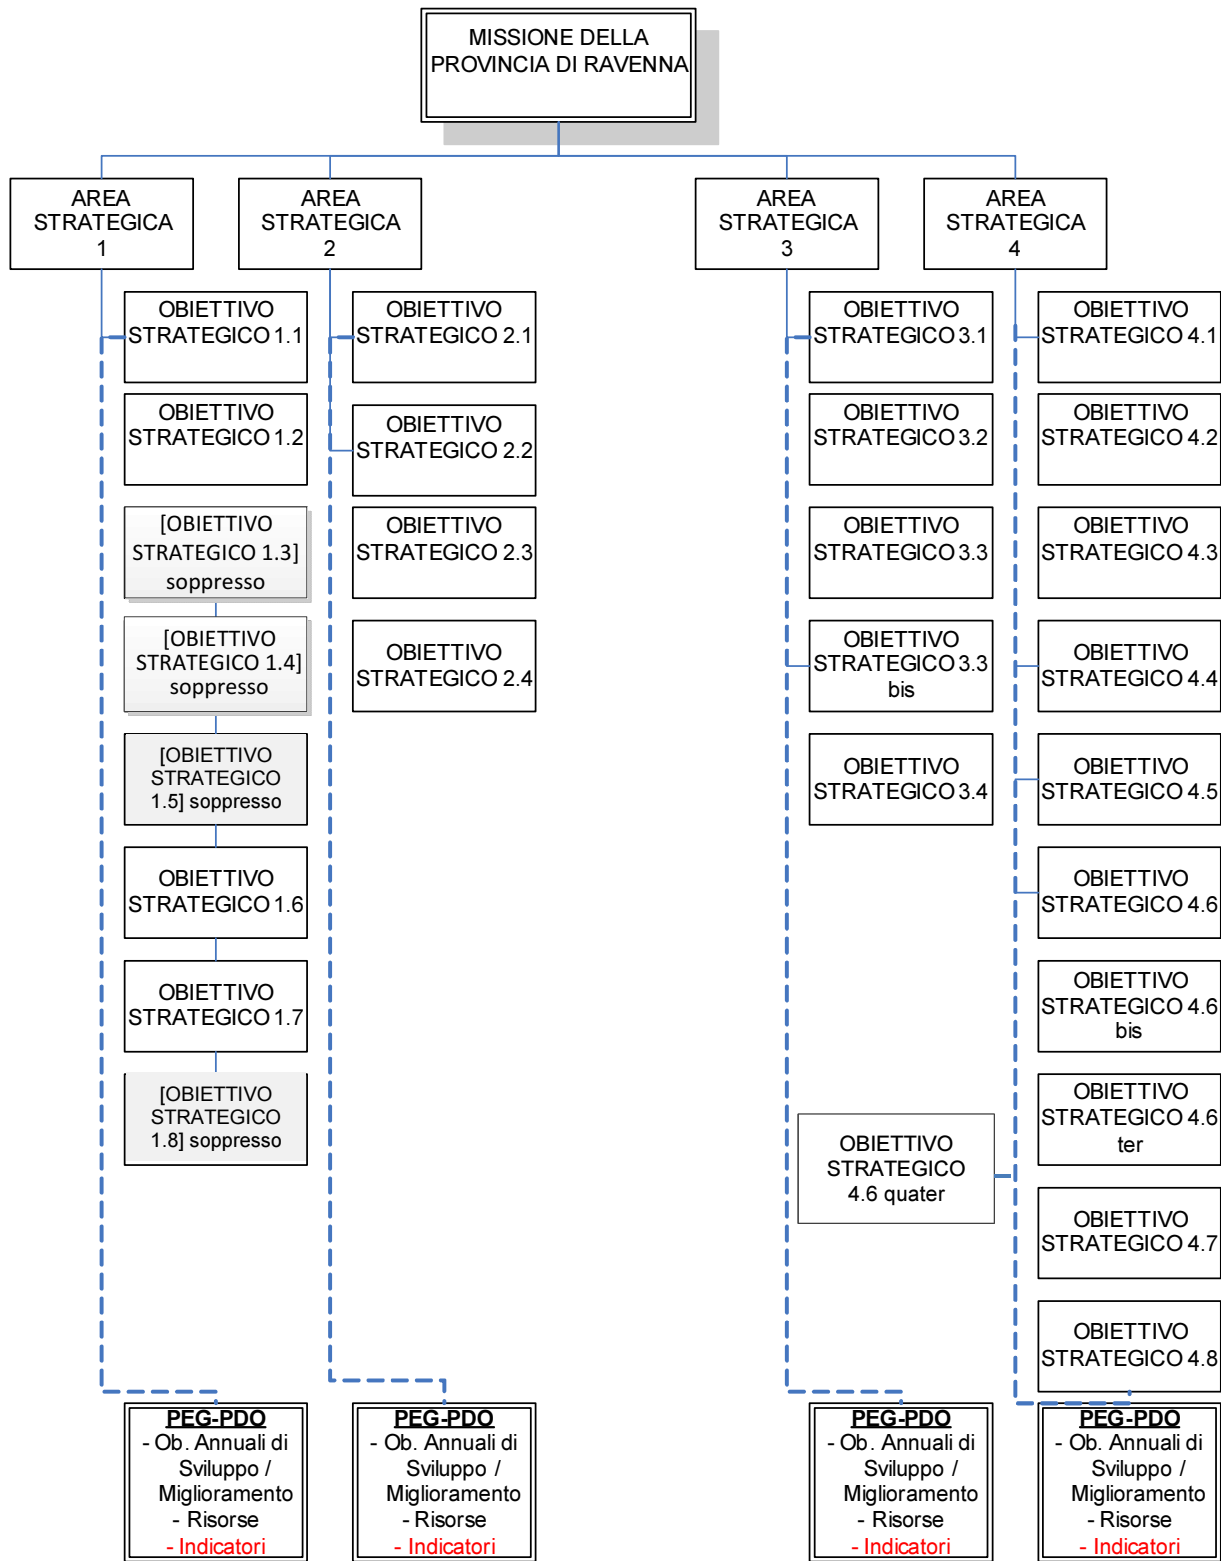 MISSIONE DELLA
PROVINCIA DI RAVENNA
AREA
STRATEGICA
1
AREA
STRATEGICA
2
AREA
STRATEGICA
3
AREA
STRATEGICA
4
OBIETTIVO
STRATEGICO 1.1
OBIETTIVO
STRATEGICO 1.2
[OBIETTIVO
STRATEGICO 1.3]
soppresso
[OBIETTIVO
STRATEGICO 1.4]
soppresso
[OBIETTIVO
STRATEGICO
1.5] soppresso
OBIETTIVO
STRATEGICO 1.6
OBIETTIVO
STRATEGICO 1.7
[OBIETTIVO
STRATEGICO
1.8] soppresso
OBIETTIVO
STRATEGICO 2.1
OBIETTIVO
STRATEGICO 2.2
OBIETTIVO
STRATEGICO 2.3
OBIETTIVO
STRATEGICO 2.4
OBIETTIVO
STRATEGICO 3.1
OBIETTIVO
STRATEGICO 3.2
OBIETTIVO
STRATEGICO 3.3
OBIETTIVO
STRATEGICO 3.3
bis
OBIETTIVO
STRATEGICO 3.4
OBIETTIVO
STRATEGICO 4.1
OBIETTIVO
STRATEGICO 4.2
OBIETTIVO
STRATEGICO 4.3
OBIETTIVO
STRATEGICO 4.4
OBIETTIVO
STRATEGICO 4.5
OBIETTIVO
STRATEGICO 4.6
OBIETTIVO
STRATEGICO 4.6
bis
OBIETTIVO
STRATEGICO 4.6
ter
OBIETTIVO
STRATEGICO
4.6 quater
OBIETTIVO
STRATEGICO 4.7
OBIETTIVO
STRATEGICO 4.8
PEG-PDO
- Ob. Annuali di
Sviluppo /
Miglioramento
- Risorse
- Indicatori
PEG-PDO
- Ob. Annuali di
Sviluppo /
Miglioramento
- Risorse
- Indicatori
PEG-PDO
- Ob. Annuali di
Sviluppo /
Miglioramento
- Risorse
- Indicatori
PEG-PDO
- Ob. Annuali di
Sviluppo /
Miglioramento
- Risorse
- Indicatori